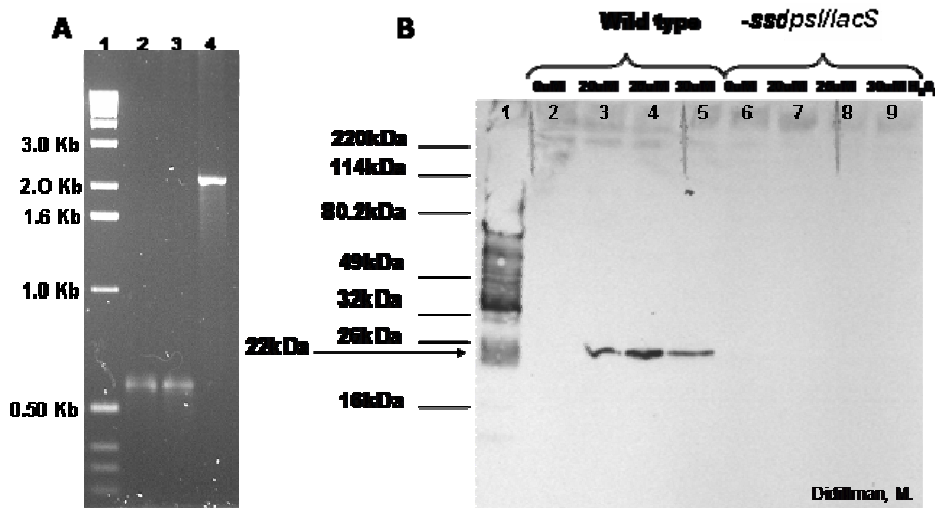 A
B
Wild type
-ssdpsl/lacS
1 2 3 4
1 2 3 4 5 6 7 8 9
3.0 Kb
2.0 Kb
1.6 Kb
1.0 Kb
0.50 Kb
220kDa
114kDa
80.2kDa
49kDa
32kDa
26kDa
22kDa
16kDa